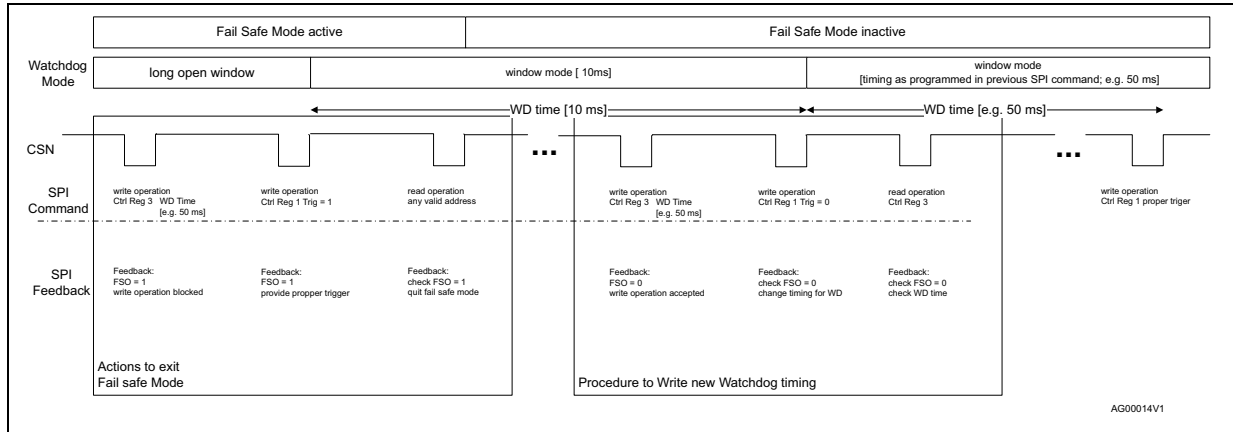 Fail Safe Mode active
Fail Safe Mode inactive
Watchdog
Mode
long open window
window mode [ 10ms]
window mode
[timing as programmed in previous SPI command; e.g. 50 ms]
WD time [10 ms]
WD time [e.g. 50 ms]
CSN
...
...
SPI
Command
write operation
Ctrl Reg 3 WD Time
[e.g. 50 ms]
write operation
Ctrl Reg 1 Trig = 1
read operation
any valid address
write operation
Ctrl Reg 3 WD Time
[e.g. 50 ms]
write operation
Ctrl Reg 1 Trig = 0
read operation
Ctrl Reg 3
write operation
Ctrl Reg 1 proper triger
SPI
Feedback
Feedback:
FSO = 1
write operation blocked
Feedback:
FSO = 1
provide propper trigger
Feedback:
check FSO = 1
quit fail safe mode
Feedback:
FSO = 0
write operation accepted
Feedback:
check FSO = 0
change timing for WD
Feedback:
check FSO = 0
check WD time
Actions to exit
Fail safe Mode
Procedure to Write new Watchdog timing
AG00014V1